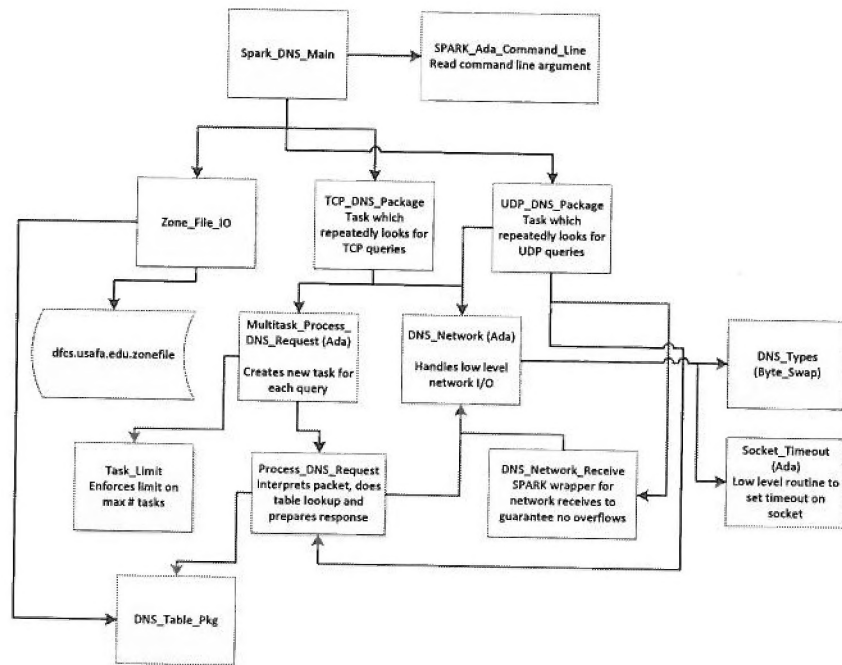 Spark_DNS_Main
SPARK_Ada_Command_Line
Read command line argument
Zone_File_IO
TCP_DNS_Package
Task which
repeatedly looks for
TCP queries
UDP_DNS_Package
Task which
repeatedly looks for
UDP queries
dfcs.usafa.edu.zonefile
Multitask_Process_
DNS_Request (Ada)
Creates new task for
each query
DNS_Network (Ada)
Handles low level
network I/O
DNS_Types
(Byte_Swap)
Task_Limit
Enforces limit on
max # tasks
Process_DNS_Request
Interprets packet, does
table lookup and
prepares response
DNS_Network_Receive
SPARK wrapper for
network receives to
guarantee no overflows
Socket_Timeout
(Ada)
Low level routine to
set timeout on
socket
DNS_Table_Pkg